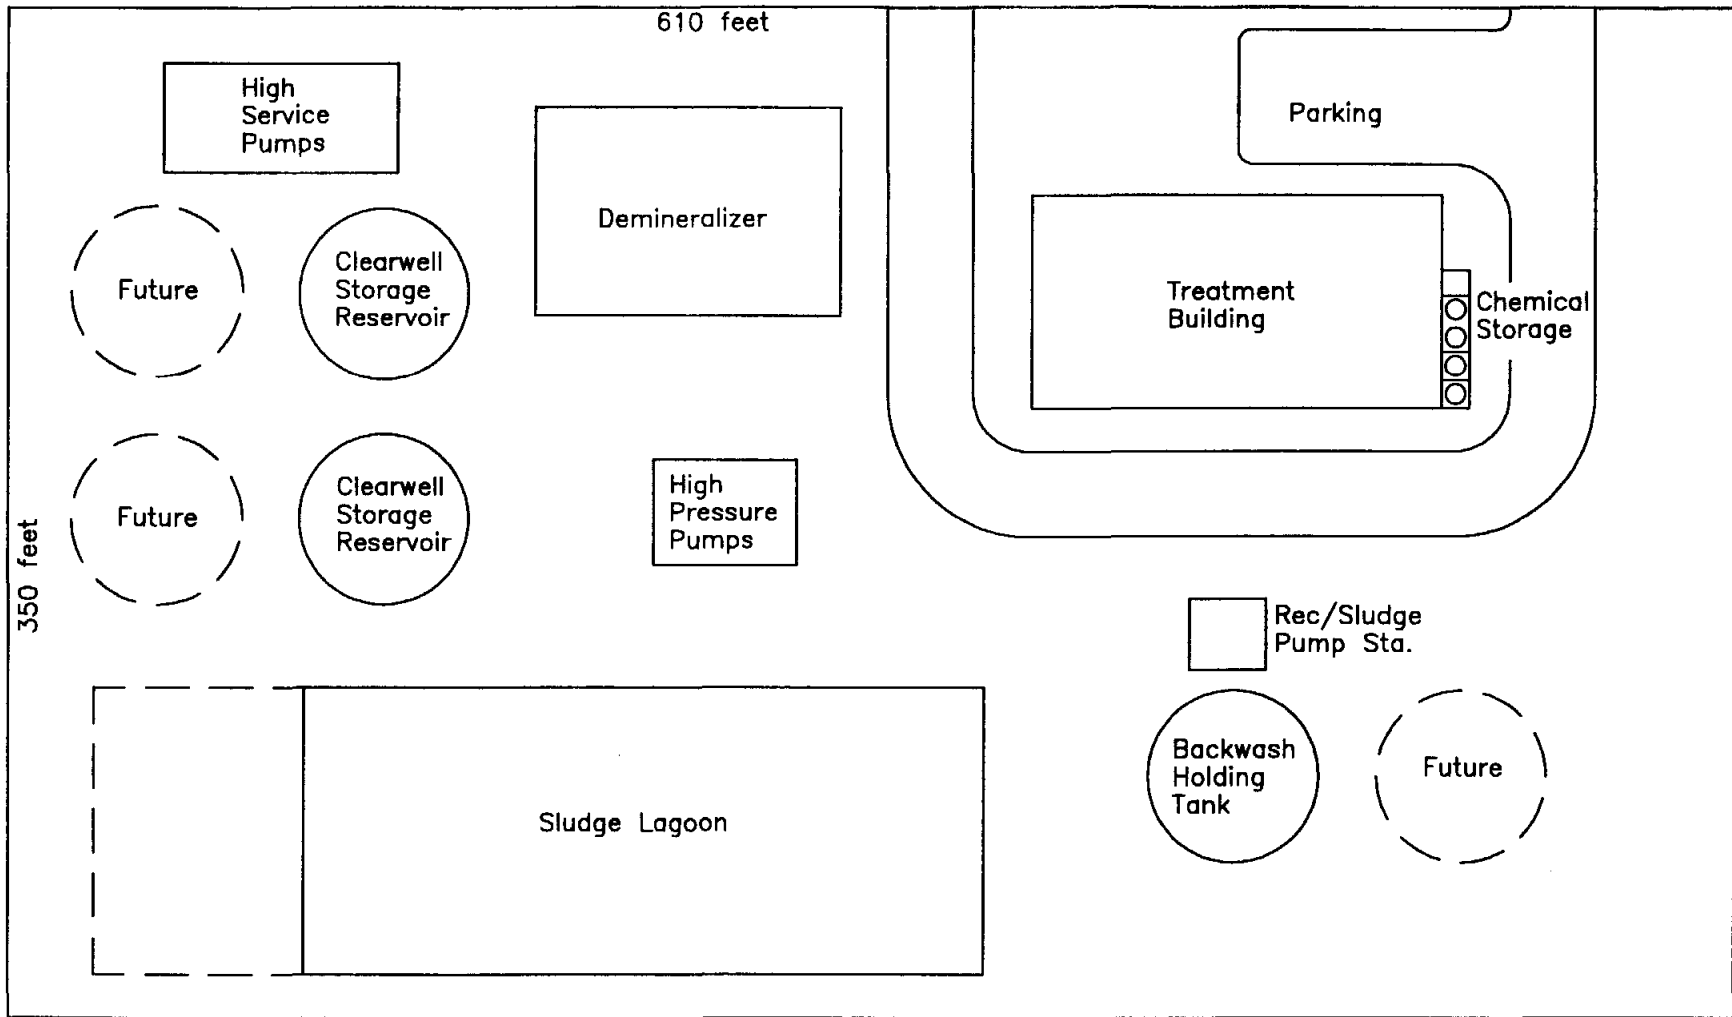 610 feet
High
Service
Pumps
Parking
Demineralizer
Future
Clearwell
Storage
Reservoir
Treatment
Building
Chemical
Storage
Future
Clearwell
Storage
Reservoir
High
Pressure
Pumps
350 feet
Rec/Sludge
Pump Sta.
Backwash
Holding
Tank
Future
Sludge Lagoon